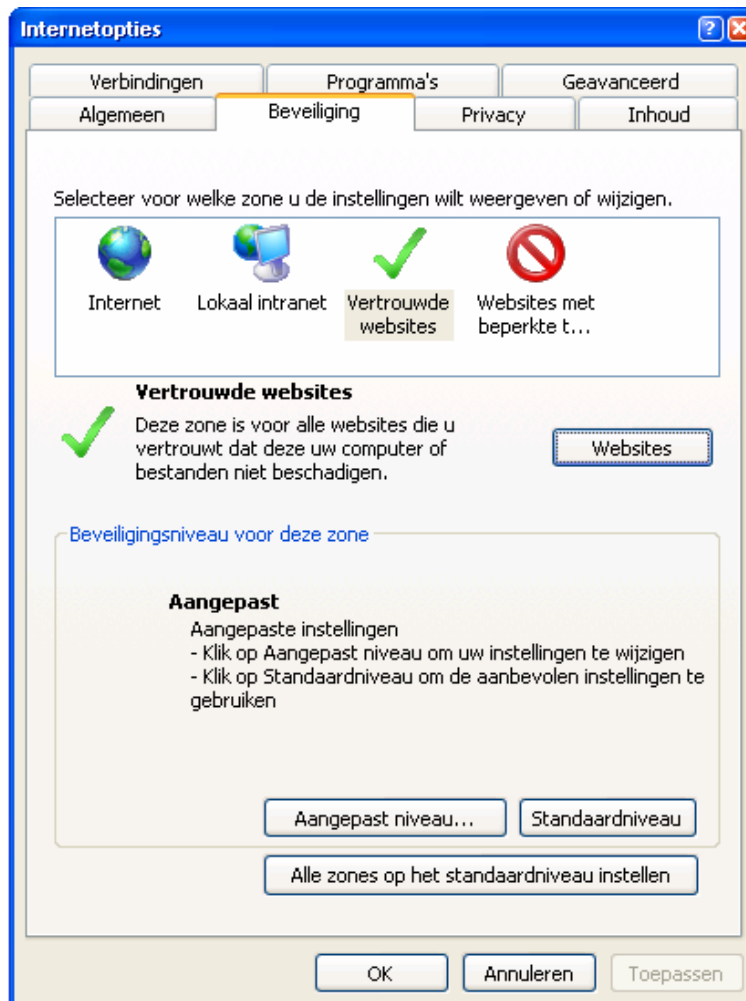 Internetopties
Verbindingen Programma's Geavanceerd
Algemeen Beveiliging Privacy Inhoud
Selecteer voor welke zone u de instellingen wilt weergeven of wijzigen.
Internet Lokaal intranet Vertrouwde websites Websites met beperkte t...
Vertrouwde websites
Deze zone is voor alle websites die u
vertrouwt dat deze uw computer of
bestanden niet beschadigen.
Websites
Beveiligingsniveau voor deze zone
Aangepast
Aangepaste instellingen
- Klik op Aangepast niveau om uw instellingen te wijzigen
- Klik op Standaardniveau om de aanbevolen instellingen te
gebruiken
Aangepast niveau... Standaardniveau
Alle zones op het standaardniveau instellen
OK Annuleren Toepassen